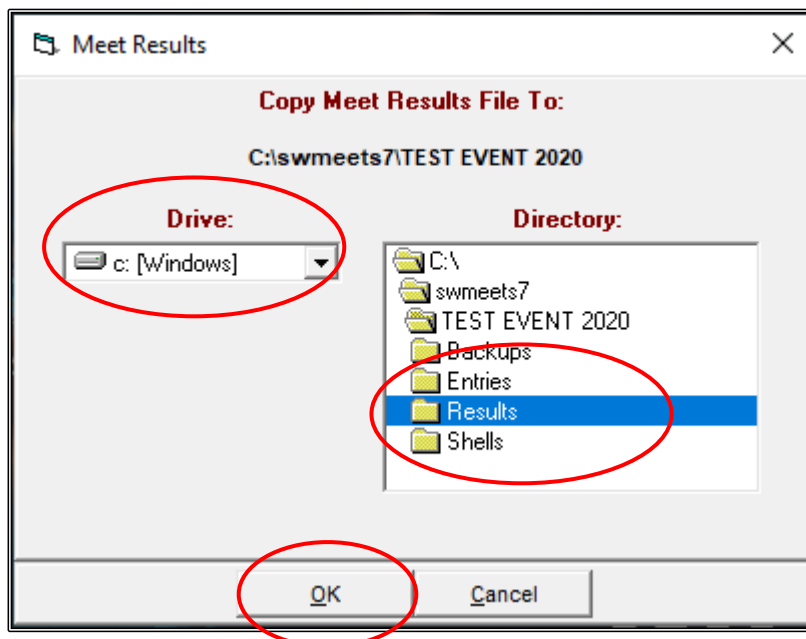 Meet Results
Copy Meet Results File To:
C:\swmeets7\TEST EVENT 2020
Drive:
Directory:
c: [Windows]
C:\
swmeets7
TEST EVENT 2020
Backups
Entries
Results
Shells
OK
Cancel